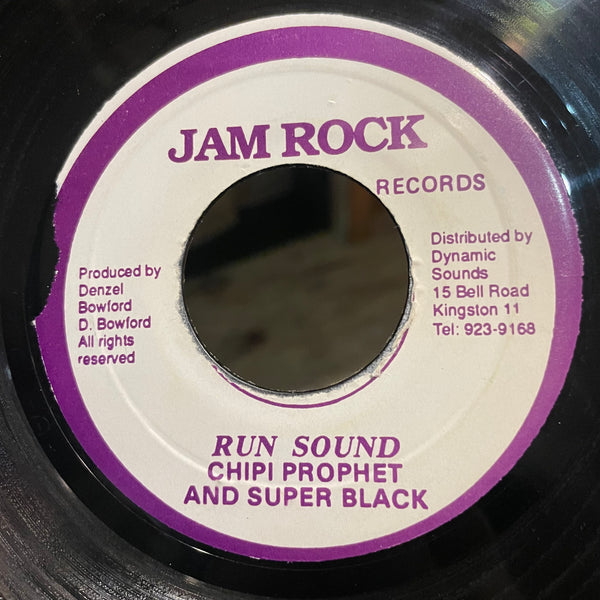 JAM ROCK
RECORDS
Produced by
Denzel
Bowford
D. Bowford
All rights
reserved
Distributed by
Dynamic
Sounds
15 Bell Road
Kingston 11
Tel: 923-9168
RUN SOUND
CHIPI PROPHET
AND SUPER BLACK